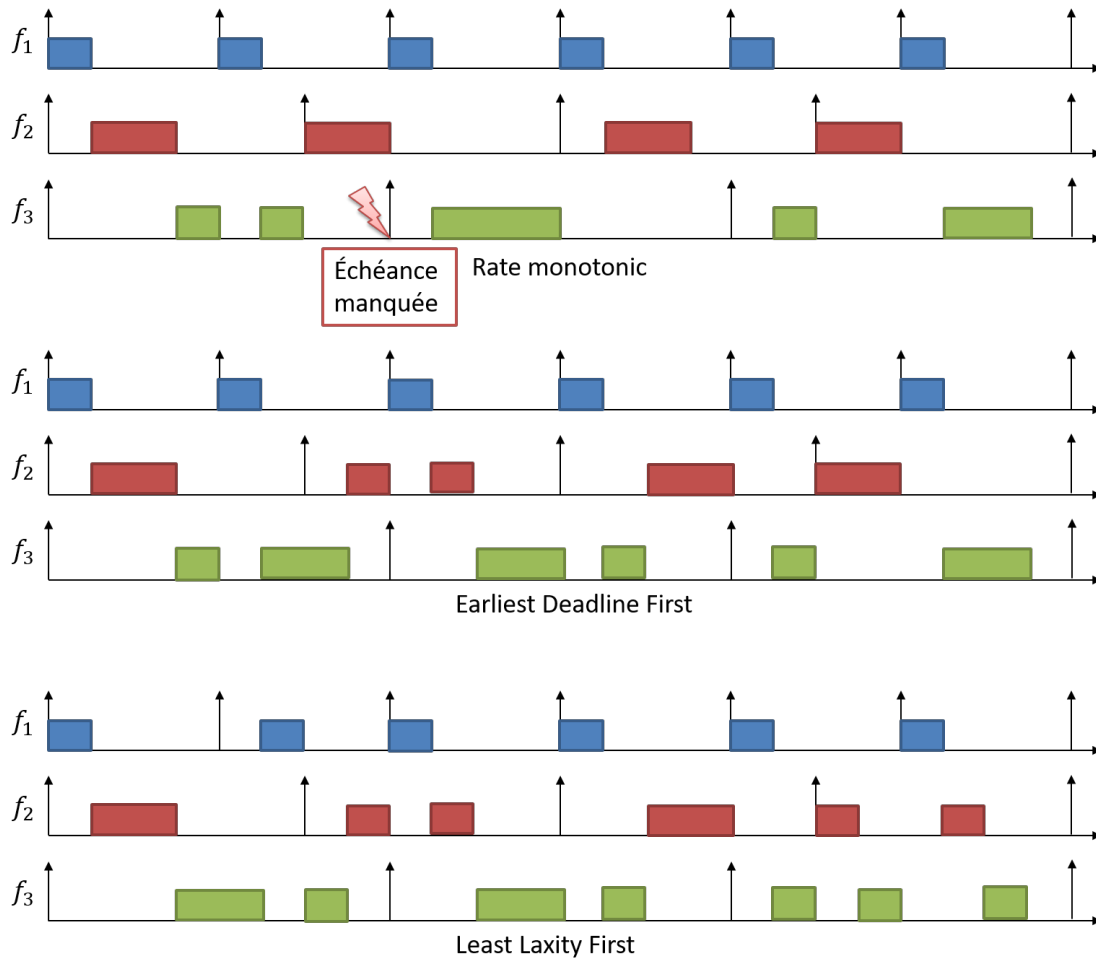 f₁
f₂
f₃
Échéance
manquée
Rate monotonic
f₁
f₂
f₃
Earliest Deadline First
f₁
f₂
f₃
Least Laxity First